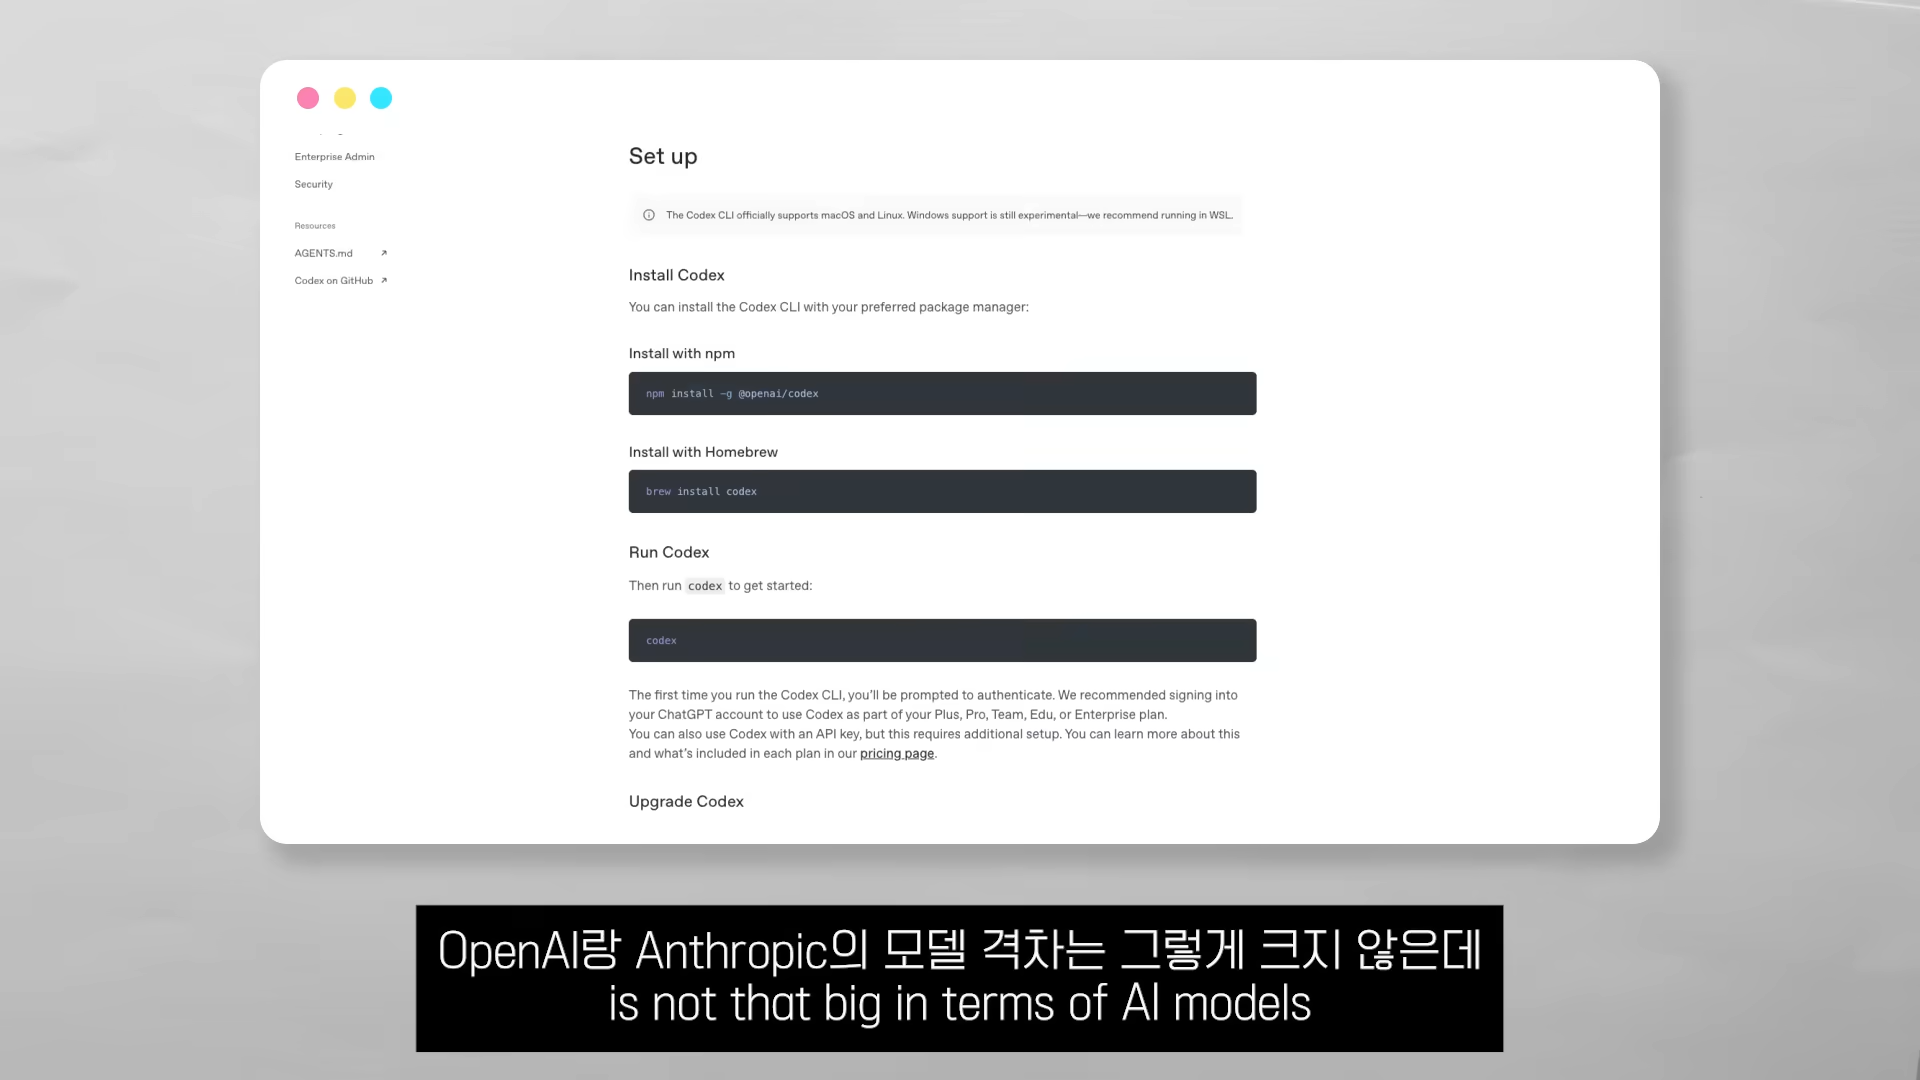 Enterprise Admin
Security
Resources
AGENTS.md
Codex on GitHub
Set up
The Codex CLI officially supports macOS and Linux. Windows support is still experimental—we recommend running in WSL.
Install Codex
You can install the Codex CLI with your preferred package manager:
Install with npm
npm install -g @openai/codex
Install with Homebrew
brew install codex
Run Codex
Then run codex to get started:
codex
The first time you run the Codex CLI, you'll be prompted to authenticate. We recommended signing into
your ChatGPT account to use Codex as part of your Plus, Pro, Team, Edu, or Enterprise plan.
You can also use Codex with an API key, but this requires additional setup. You can learn more about this
and what's included in each plan in our pricing page.
Upgrade Codex
OpenAI랑 Anthropic의 모델 격차는 그렇게 크지 않은데
is not that big in terms of AI models